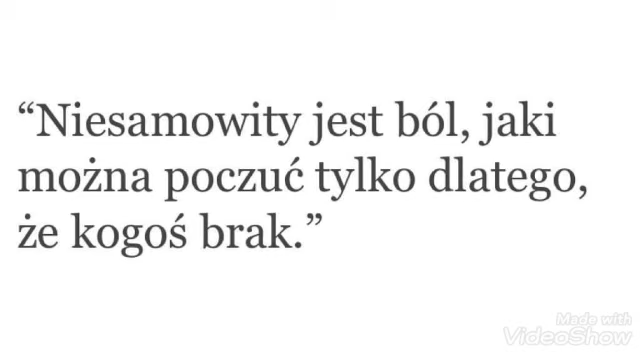 “Niesamowity jest ból, jaki
można poczuć tylko dlatego,
że kogoś brak.”
Made with
VideoShow